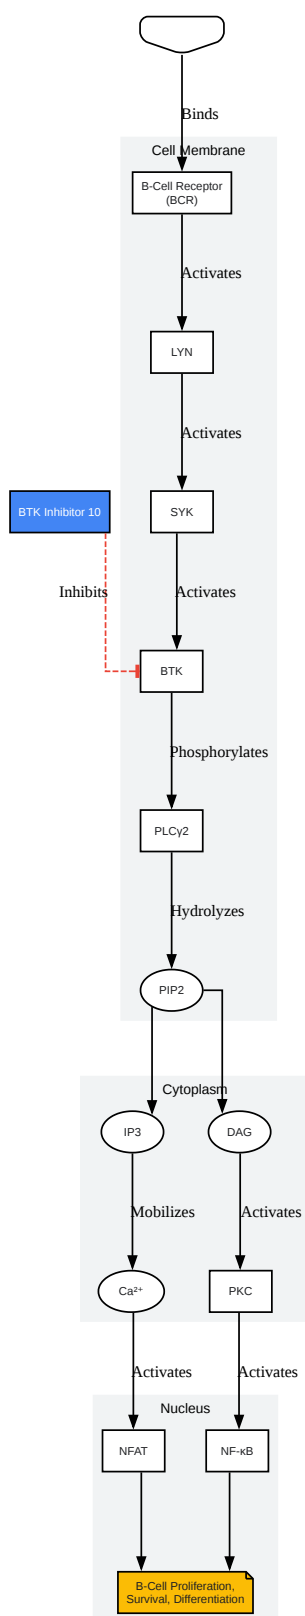 Binds
Cell Membrane
B-Cell Receptor
(BCR)
Activates
LYN
Activates
BTK Inhibitor 10
SYK
Inhibits
Activates
BTK
Phosphorylates
PLCγ2
Hydrolyzes
PIP2
Cytoplasm
IP3
DAG
Mobilizes
Activates
Ca²⁺
PKC
Activates
Activates
Nucleus
NFAT
NF-κB
B-Cell Proliferation,
Survival, Differentiation